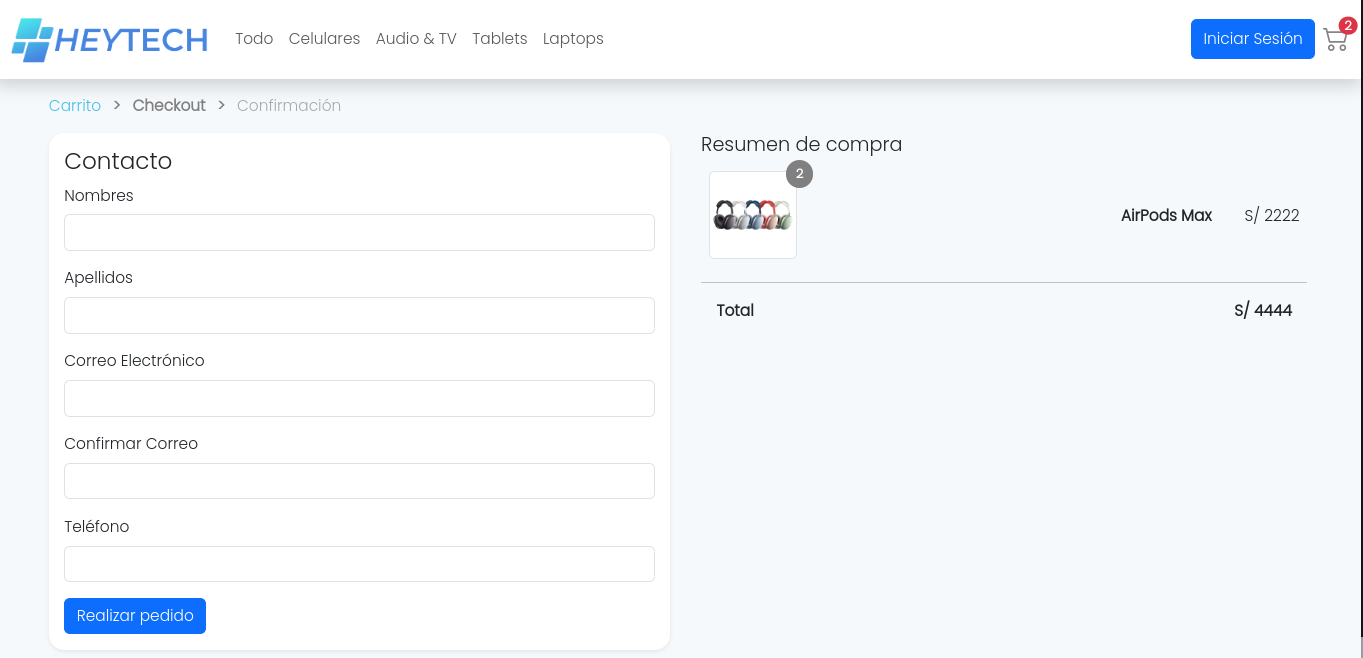 HEYTECH Todo Celulares Audio & TV Tablets Laptops Iniciar Sesión 2
Carrito > Checkout > Confirmación
Contacto
Nombres
Apellidos
Correo Electrónico
Confirmar Correo
Teléfono
Realizar pedido
Resumen de compra
2
AirPods Max S/ 2222
Total S/ 4444